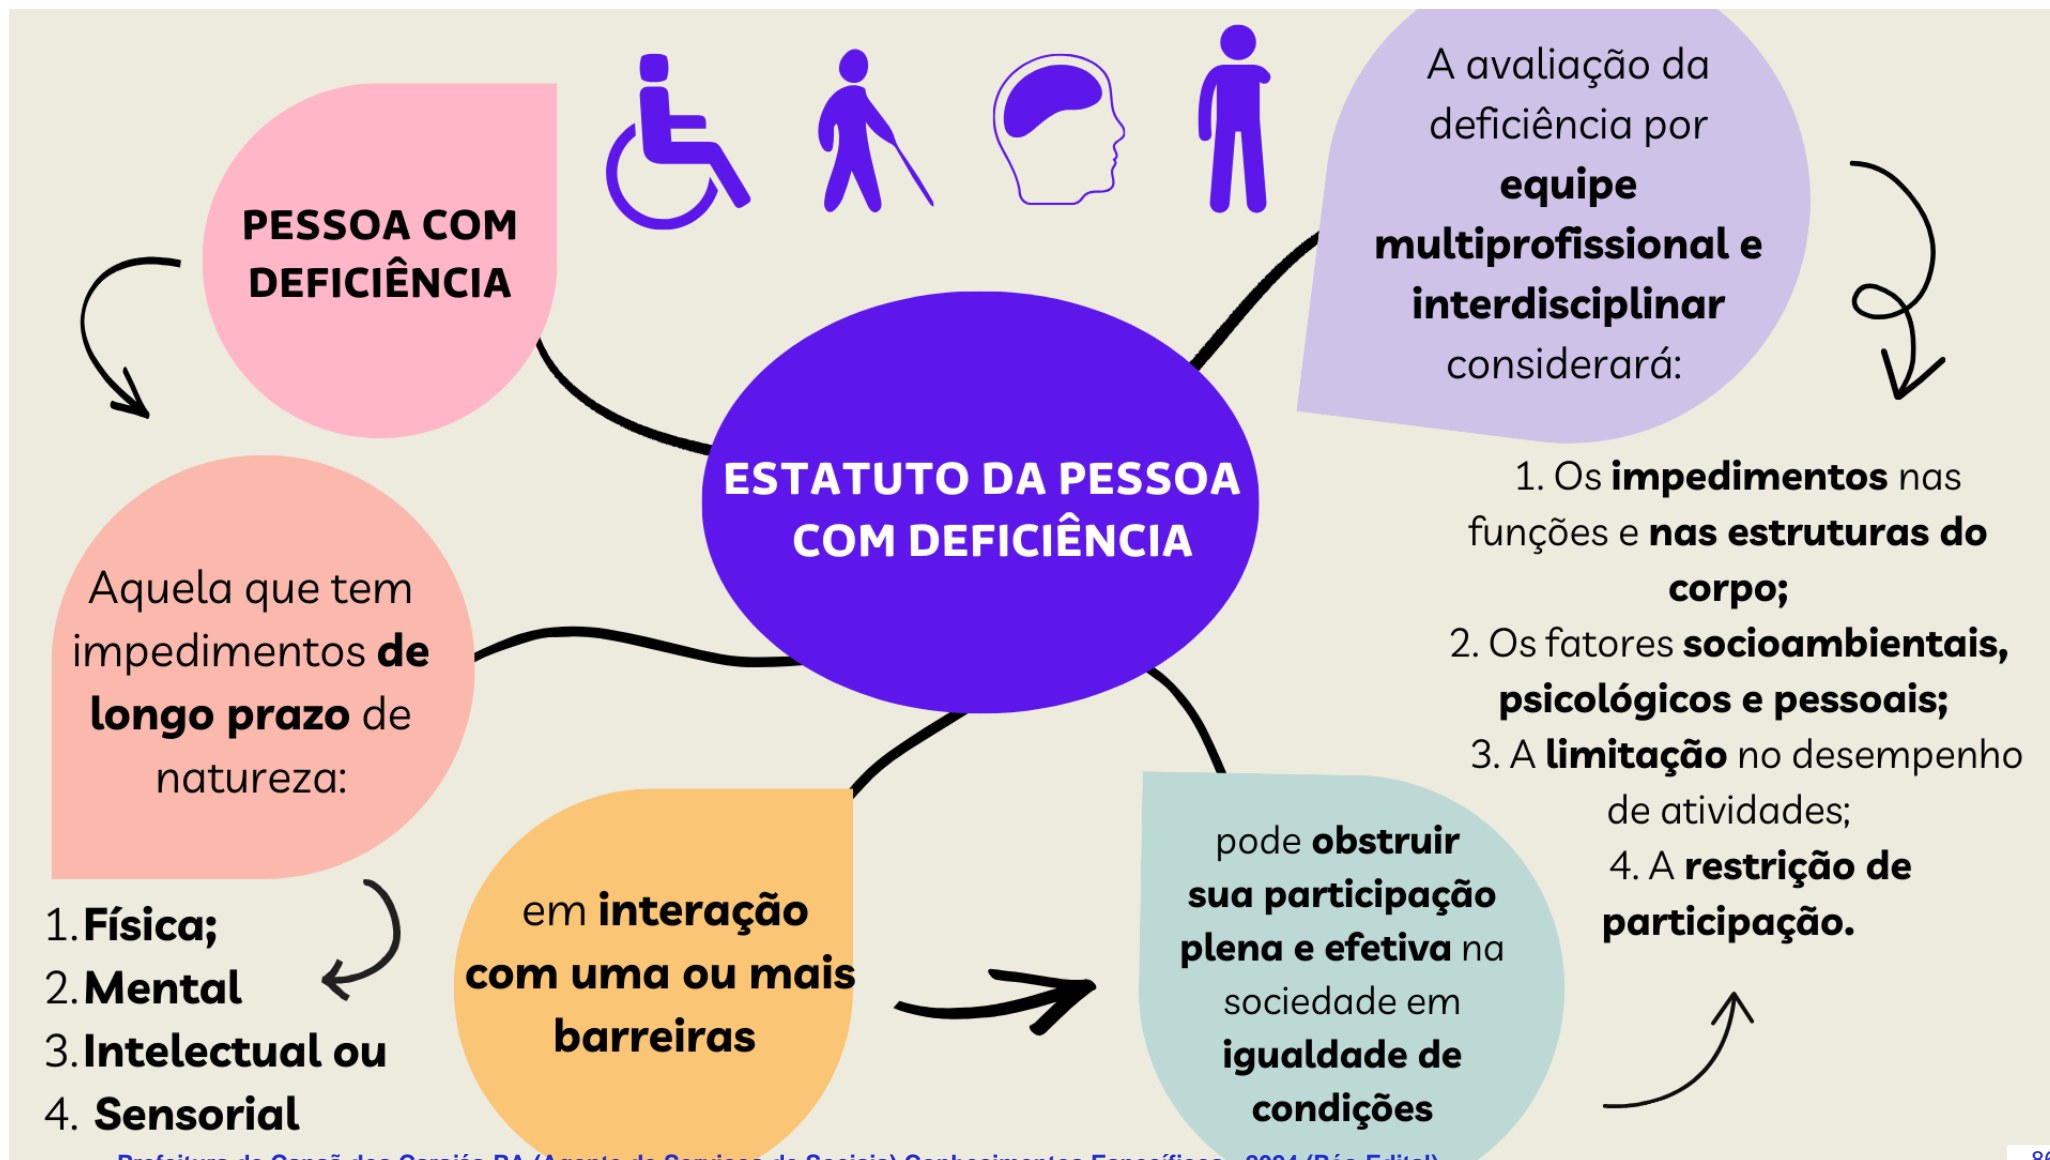 PESSOA COM
DEFICIÊNCIA
Aquela que tem
impedimentos de
longo prazo de
natureza:
1. Física;
2. Mental
3. Intelectual ou
4. Sensorial
ESTATUTO DA PESSOA
COM DEFICIÊNCIA
em interação
com uma ou mais
barreiras
pode obstruir
sua participação
plena e efetiva na
sociedade em
igualdade de
condições
A avaliação da
deficiência por
equipe
multiprofissional e
interdisciplinar
considerará:
1. Os impedimentos nas
funções e nas estruturas do
corpo;
2. Os fatores socioambientais,
psicológicos e pessoais;
3. A limitação no desempenho
de atividades;
4. A restrição de
participação.